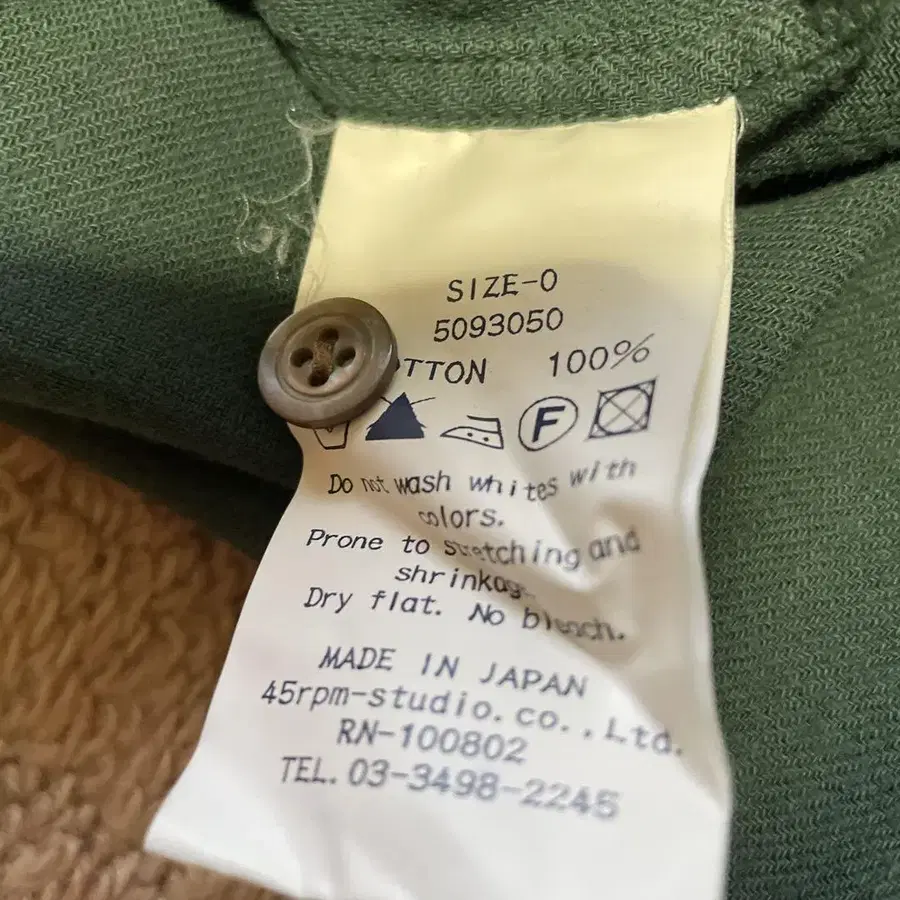 SIZE-0
5093050
TTON 100%
F
Do not wash whites with
colors.
Prone to stretching and
shrinkag
Dry flat. No bleach.
MADE IN JAPAN
45rpm-studio.co.,Ltd.
RN-100802
TEL. 03-3498-2245